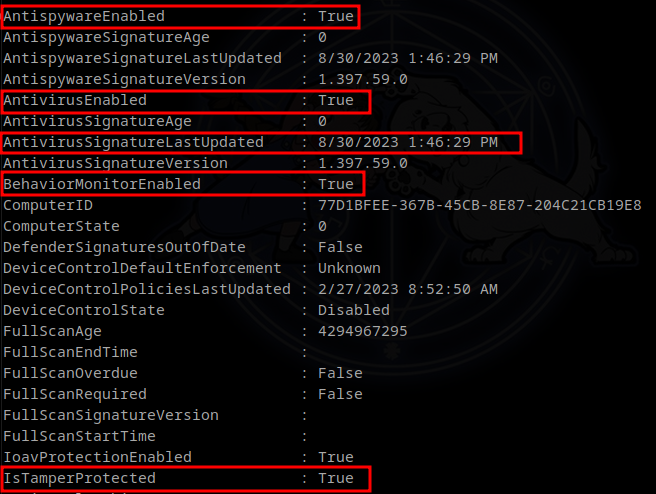 AntispywareEnabled : True
AntispywareSignatureAge : 0
AntispywareSignatureLastUpdated : 8/30/2023 1:46:29 PM
AntispywareSignatureVersion : 1.397.59.0
AntivirusEnabled : True
AntivirusSignatureAge : 0
AntivirusSignatureLastUpdated : 8/30/2023 1:46:29 PM
AntivirusSignatureVersion : 1.397.59.0
BehaviorMonitorEnabled : True
ComputerID : 77D1BFEE-367B-45CB-8E87-204C21CB19E8
ComputerState : 0
DefenderSignaturesOutOfDate : False
DeviceControlDefaultEnforcement : Unknown
DeviceControlPoliciesLastUpdated : 2/27/2023 8:52:50 AM
DeviceControlState : Disabled
FullScanAge : 4294967295
FullScanEndTime :
FullScanOverdue : False
FullScanRequired : False
FullScanSignatureVersion :
FullScanStartTime :
IoavProtectionEnabled : True
IsTamperProtected : True